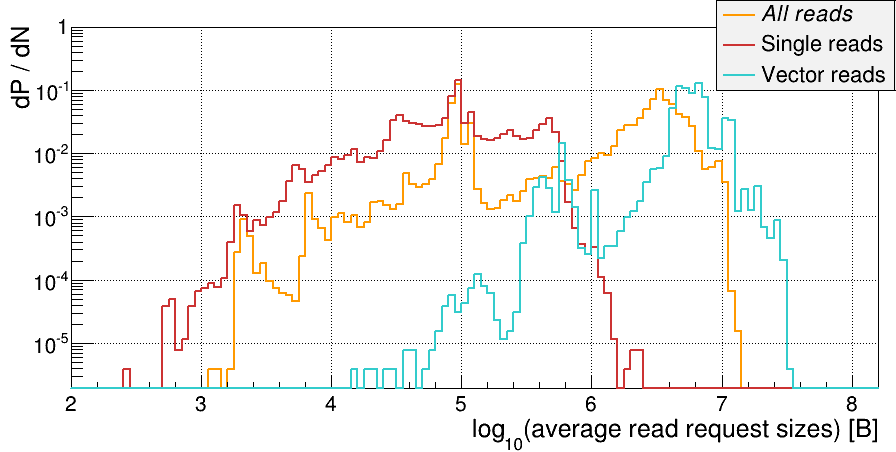 dP / dN
1
10⁻¹
10⁻²
10⁻³
10⁻⁴
10⁻⁵
2 3 4 5 6 7 8
log₁₀(average read request sizes) [B]
All reads
Single reads
Vector reads